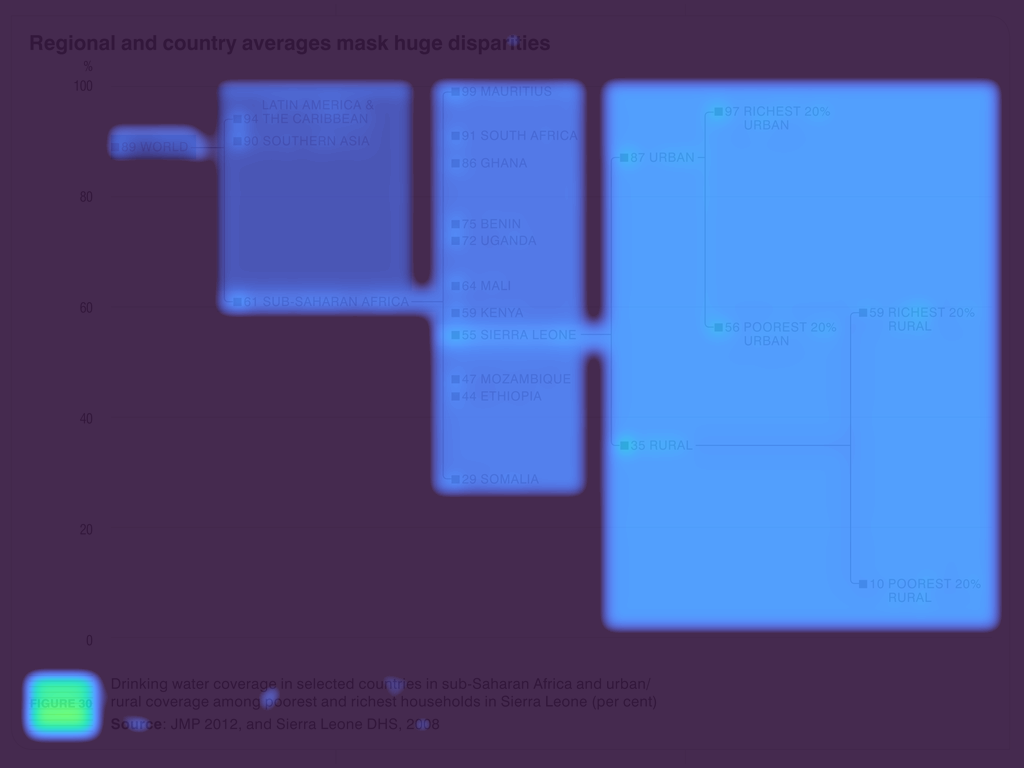 Regional and country averages mask huge disparities
%
100
80
60
40
20
0
89 WORLD
LATIN AMERICA &
94 THE CARIBBEAN
90 SOUTHERN ASIA
61 SUB-SAHARAN AFRICA
99 MAURITIUS
91 SOUTH AFRICA
86 GHANA
75 BENIN
72 UGANDA
64 MALI
59 KENYA
55 SIERRA LEONE
47 MOZAMBIQUE
44 ETHIOPIA
29 SOMALIA
87 URBAN
35 RURAL
97 RICHEST 20%
URBAN
56 POOREST 20%
URBAN
59 RICHEST 20%
RURAL
10 POOREST 20%
RURAL
Drinking water coverage in selected countries in sub-Saharan Africa and urban/
rural coverage among poorest and richest households in Sierra Leone (per cent)
Source: JMP 2012, and Sierra Leone DHS, 2008